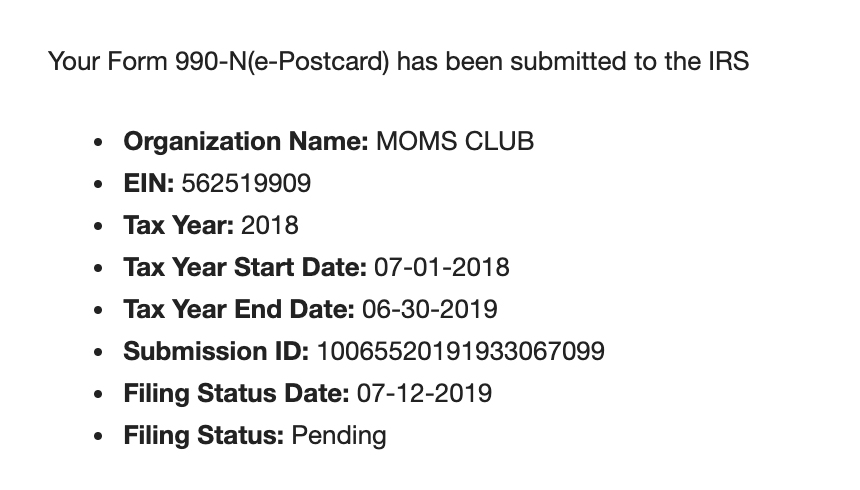 Your Form 990-N(e-Postcard) has been submitted to the IRS
• Organization Name: MOMS CLUB
• EIN: 562519909
• Tax Year: 2018
• Tax Year Start Date: 07-01-2018
• Tax Year End Date: 06-30-2019
• Submission ID: 10065520191933067099
• Filing Status Date: 07-12-2019
• Filing Status: Pending